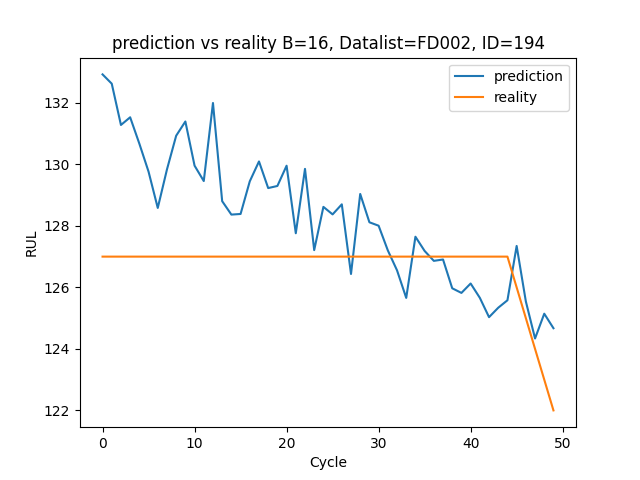 prediction vs reality B=16, Datalist=FD002, ID=194
prediction
reality
RUL
132
130
128
126
124
122
0 10 20 30 40 50
Cycle